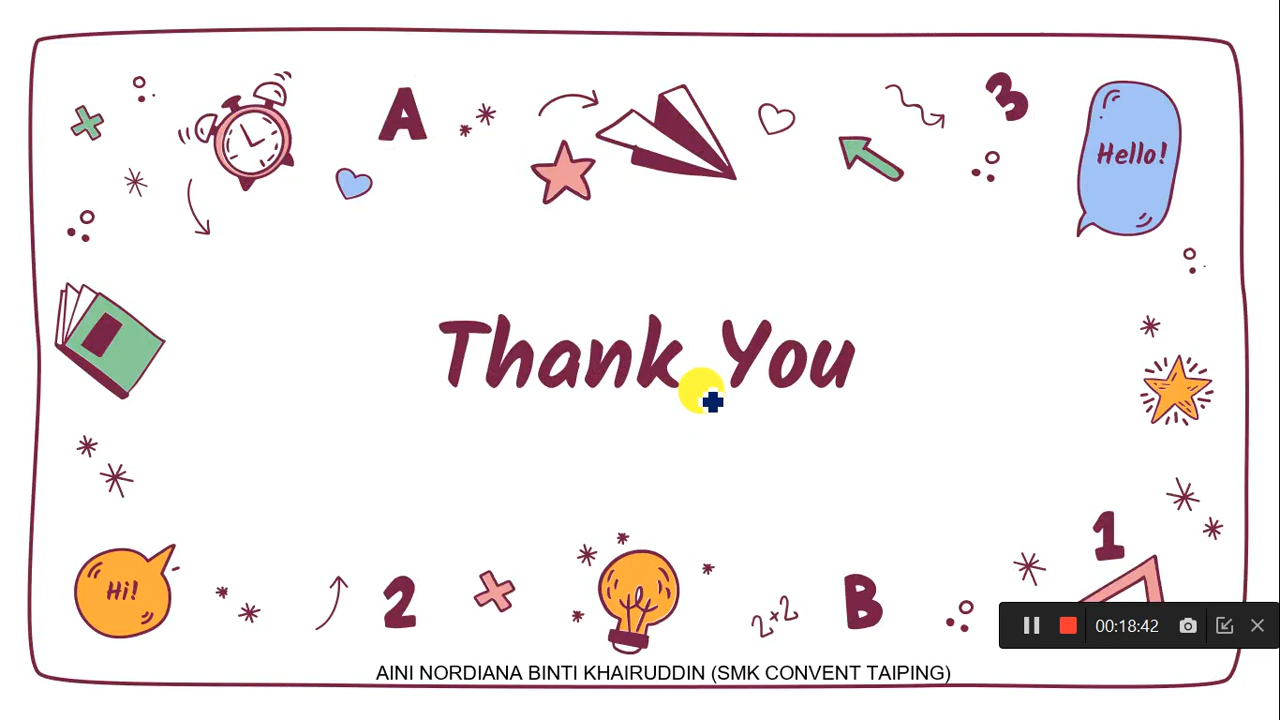 A
3
Hello!
Thank You
1
Hi!
2
2×2
B
00:18:42
AINI NORDIANA BINTI KHAIRUDDIN (SMK CONVENT TAIPING)